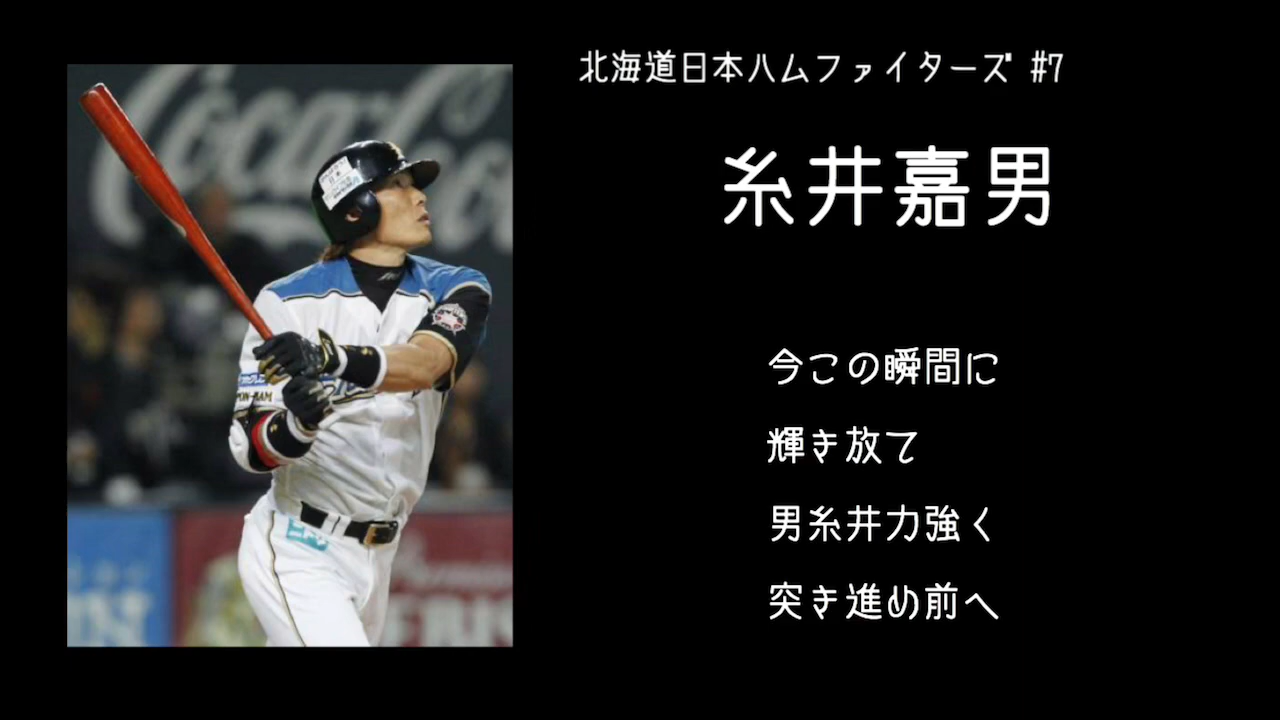 北海道日本ハムファイターズ #7
糸井嘉男
今この瞬間に
輝き放て
男糸井力強く
突き進め前へ
Coca